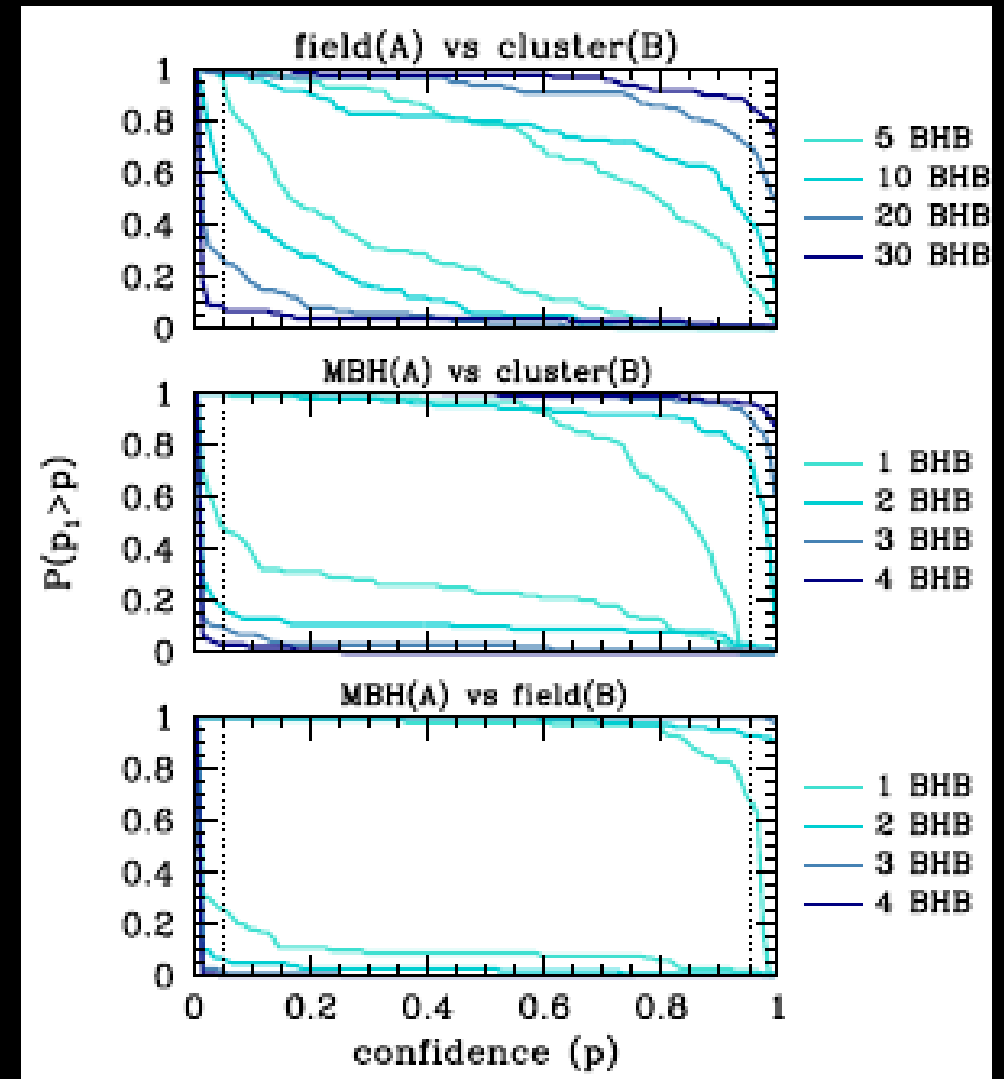 field(A) vs cluster(B)
1
0.8
0.6
0.4
0.2
0
5 BHB
10 BHB
20 BHB
30 BHB
MBH(A) vs cluster(B)
1
0.8
0.6
0.4
0.2
0
1 BHB
2 BHB
3 BHB
4 BHB
P(p₁>p)
MBH(A) vs field(B)
1
0.8
0.6
0.4
0.2
0
1 BHB
2 BHB
3 BHB
4 BHB
0 0.2 0.4 0.6 0.8 1
confidence (p)